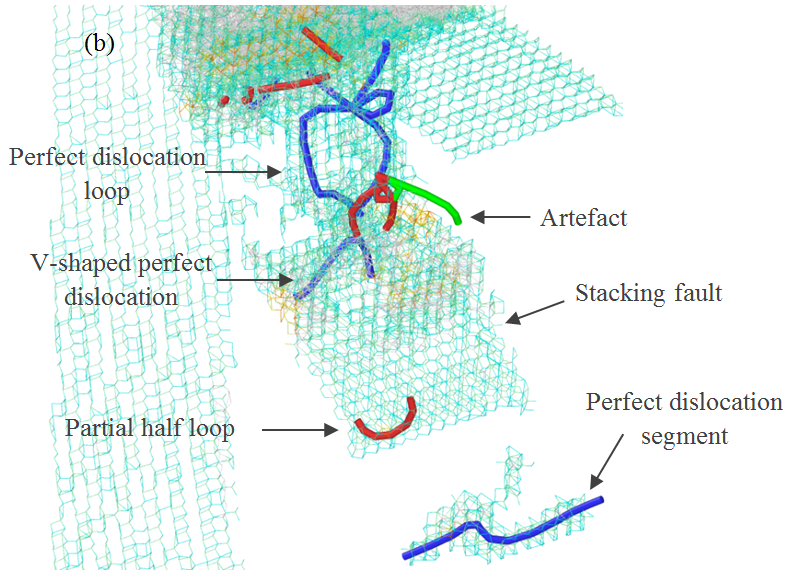 (b)
Perfect dislocation
loop
Artefact
V-shaped perfect
dislocation
Stacking fault
Perfect dislocation
segment
Partial half loop